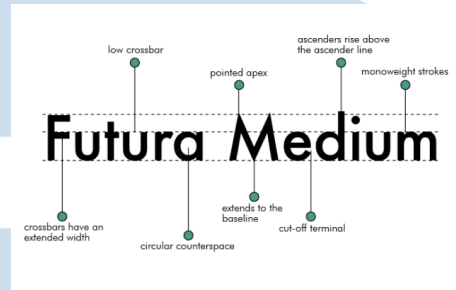 ascenders rise above
the ascender line
low crossbar
pointed apex
monoweight strokes
Futura Medium
extends to the
baseline
crossbars have an
extended width
circular counterspace
cut-off terminal